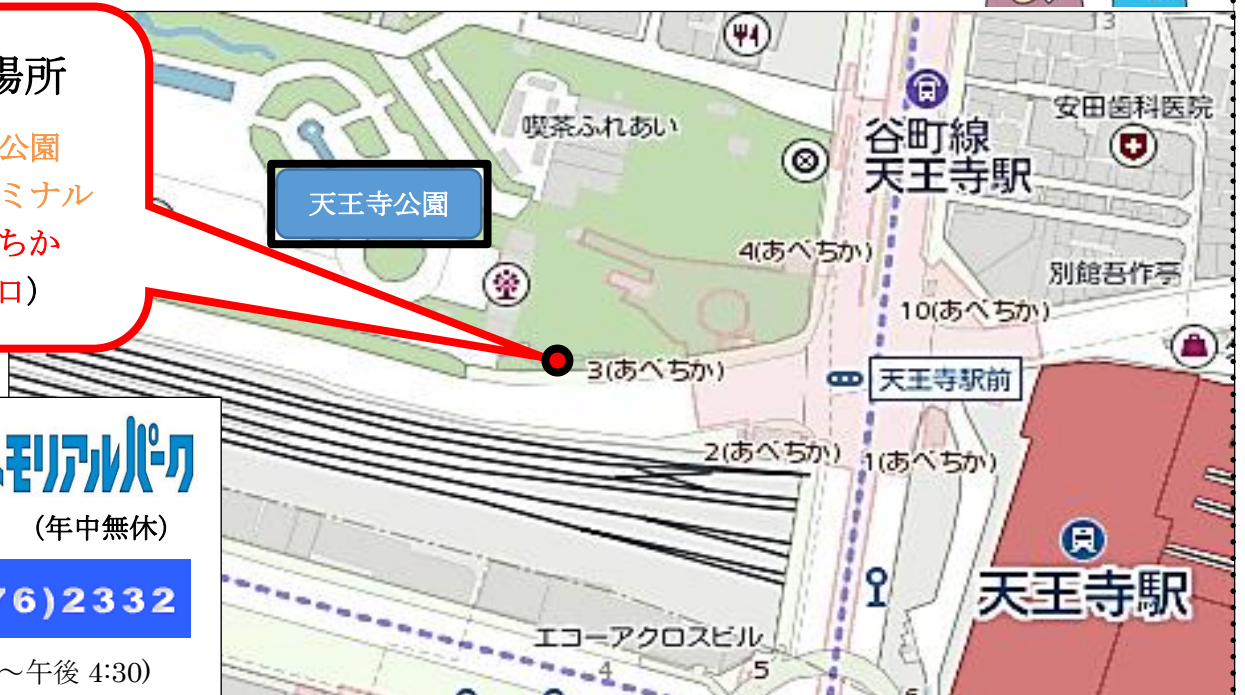 場所
公園
ミナル
ちか
口)
天王寺公園
喫茶ふれあい
谷町線
天王寺駅
安田歯科医院
13
4(あべちか)
別館吾作亭
10(あべちか)
3(あべちか)
天王寺駅前
2(あべちか)
1(あべちか)
モリアルパーク
(年中無休)
76)2332
～午後 4:30)
天王寺駅
エコーアクロスビル
4
5
6